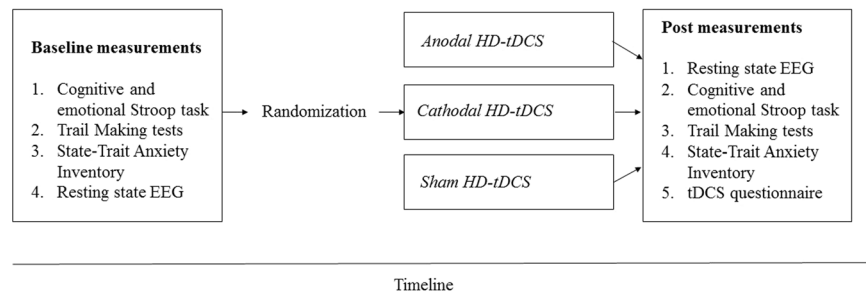 Baseline measurements
1. Cognitive and
emotional Stroop task
2. Trail Making tests
3. State-Trait Anxiety
Inventory
4. Resting state EEG
Randomization
Anodal HD-tDCS
Cathodal HD-tDCS
Sham HD-tDCS
Post measurements
1. Resting state EEG
2. Cognitive and
emotional Stroop task
3. Trail Making tests
4. State-Trait Anxiety
Inventory
5. tDCS questionnaire
Timeline